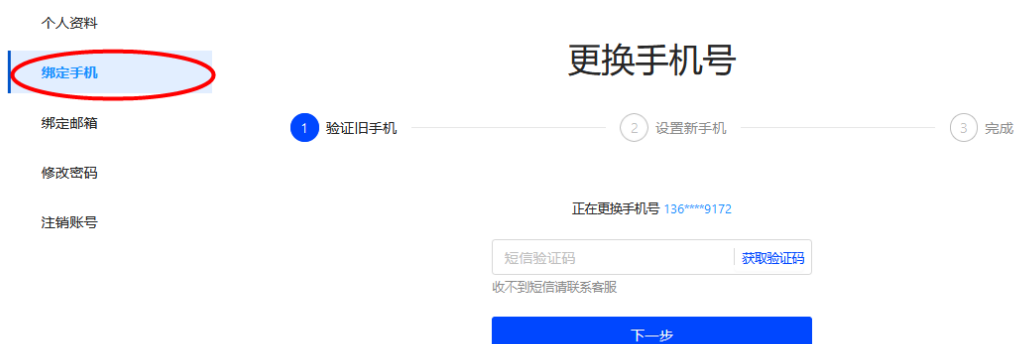 个人资料
绑定手机
绑定邮箱
修改密码
注销账号
更换手机号
1 验证旧手机
2 设置新手机
3 完成
正在更换手机号 136****9172
短信验证码 获取验证码
收不到短信请联系客服
下一步